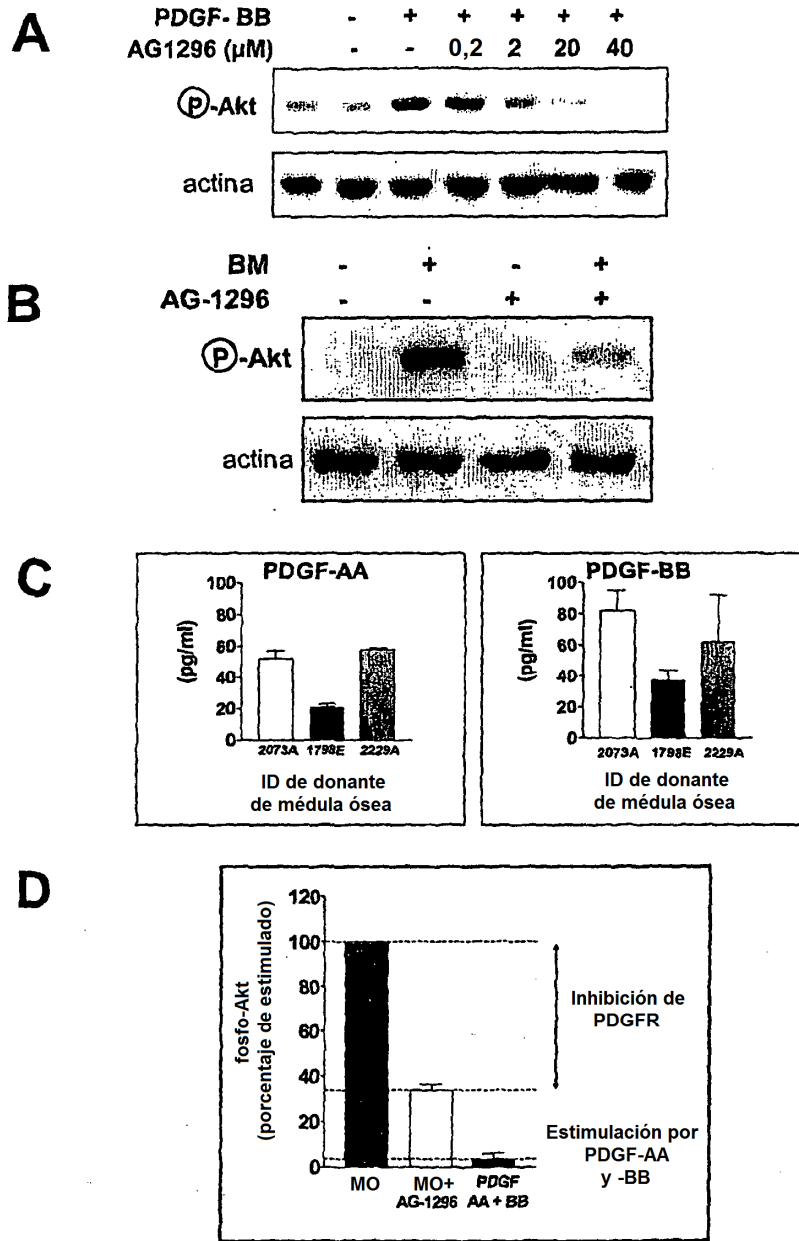 A
PDGF-BB - + + + + +
AG1296 (µM) - - 0,2 2 20 40
Ⓟ-Akt
actina
B
BM - + - +
AG-1296 - - + +
Ⓟ-Akt
actina
C
PDGF-AA
(pg/ml)
100
80
60
40
20
0
2073A 1798E 2229A
ID de donante
de médula ósea
PDGF-BB
(pg/ml)
100
80
60
40
20
0
2073A 1798E 2229A
ID de donante
de médula ósea
D
fosfo-Akt
(porcentaje de estimulado)
120
100
80
60
40
20
0
MO
MO+
AG-1296
PDGF
AA + BB
Inhibición de
PDGFR
Estimulación por
PDGF-AA
y -BB